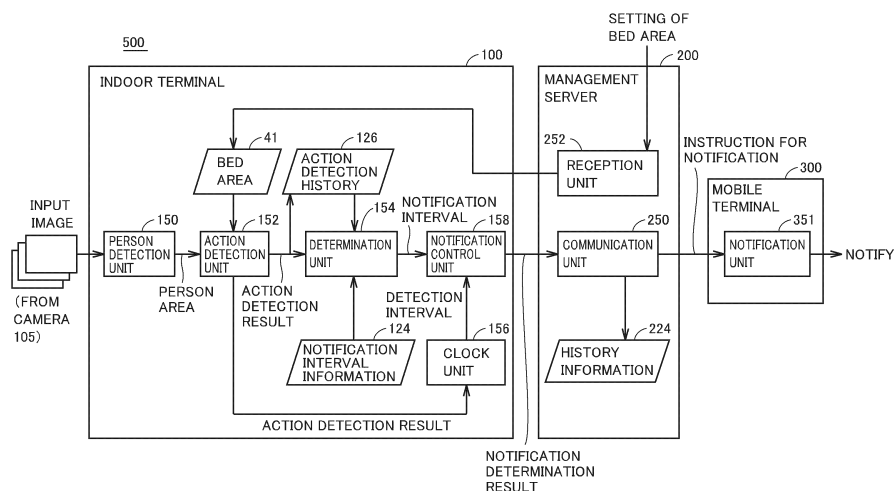 SETTING OF
BED AREA
500
100
200
INDOOR TERMINAL
MANAGEMENT
SERVER
41
126
252
BED
AREA
ACTION
DETECTION
HISTORY
RECEPTION
UNIT
INSTRUCTION FOR
NOTIFICATION
300
MOBILE
TERMINAL
INPUT
IMAGE
150
152
154
NOTIFICATION
INTERVAL
158
250
351
PERSON
DETECTION
UNIT
ACTION
DETECTION
UNIT
DETERMINATION
UNIT
NOTIFICATION
CONTROL
UNIT
COMMUNICATION
UNIT
NOTIFICATION
UNIT
NOTIFY
(FROM
CAMERA
105)
PERSON
AREA
ACTION
DETECTION
RESULT
DETECTION
INTERVAL
124
156
224
NOTIFICATION
INTERVAL
INFORMATION
CLOCK
UNIT
HISTORY
INFORMATION
ACTION DETECTION RESULT
NOTIFICATION
DETERMINATION
RESULT